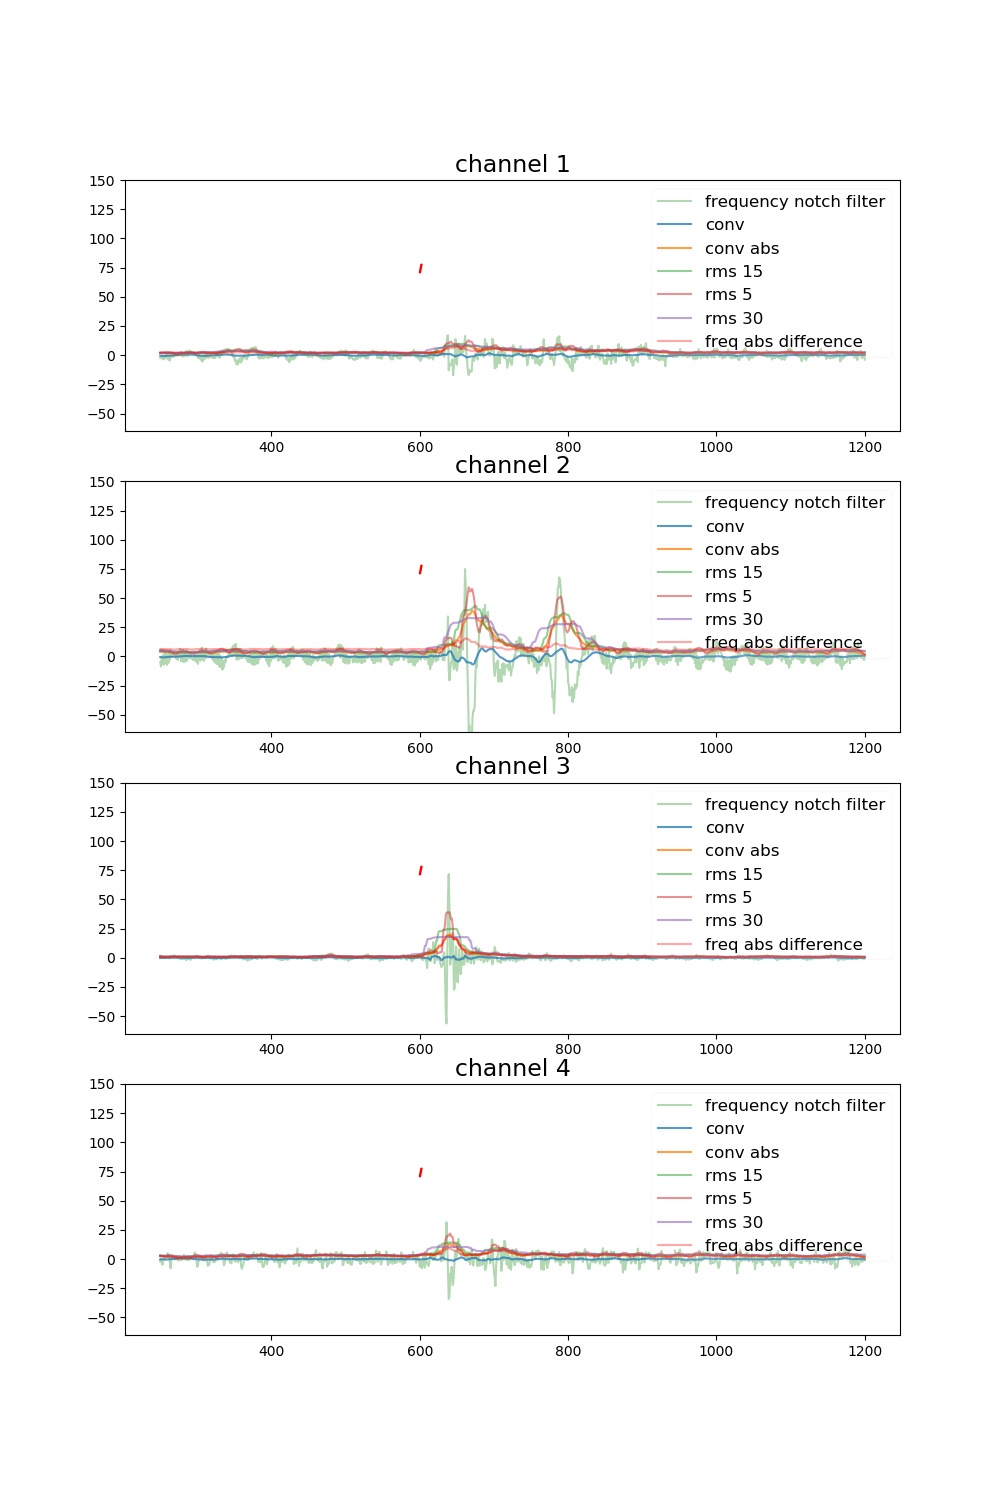 channel 1
150
125
100
75
50
25
0
−25
−50
frequency notch filter
conv
conv abs
rms 15
rms 5
rms 30
freq abs difference
400 600 800 1000 1200
channel 2
150
125
100
75
50
25
0
−25
−50
frequency notch filter
conv
conv abs
rms 15
rms 5
rms 30
freq abs difference
400 600 800 1000 1200
channel 3
150
125
100
75
50
25
0
−25
−50
frequency notch filter
conv
conv abs
rms 15
rms 5
rms 30
freq abs difference
400 600 800 1000 1200
channel 4
150
125
100
75
50
25
0
−25
−50
frequency notch filter
conv
conv abs
rms 15
rms 5
rms 30
freq abs difference
400 600 800 1000 1200